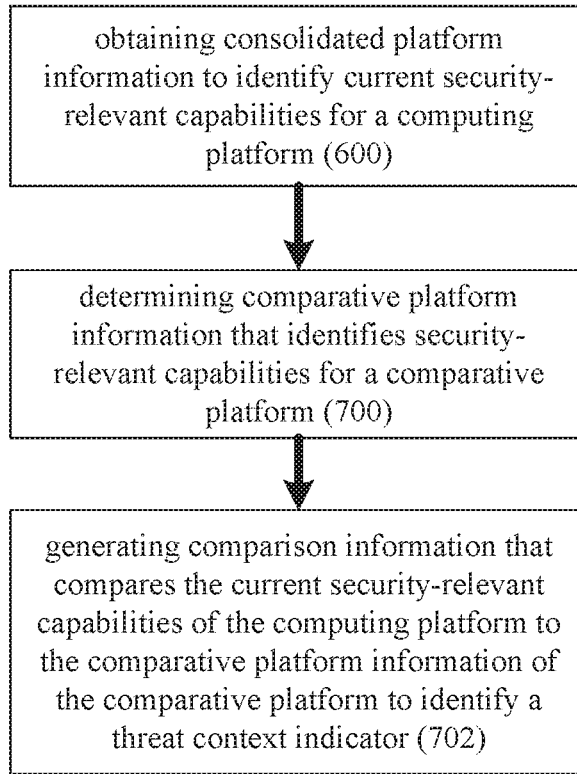 obtaining consolidated platform
information to identify current security-
relevant capabilities for a computing
platform (600)
determining comparative platform
information that identifies security-
relevant capabilities for a comparative
platform (700)
generating comparison information that
compares the current security-relevant
capabilities of the computing platform to
the comparative platform information of
the comparative platform to identify a
threat context indicator (702)